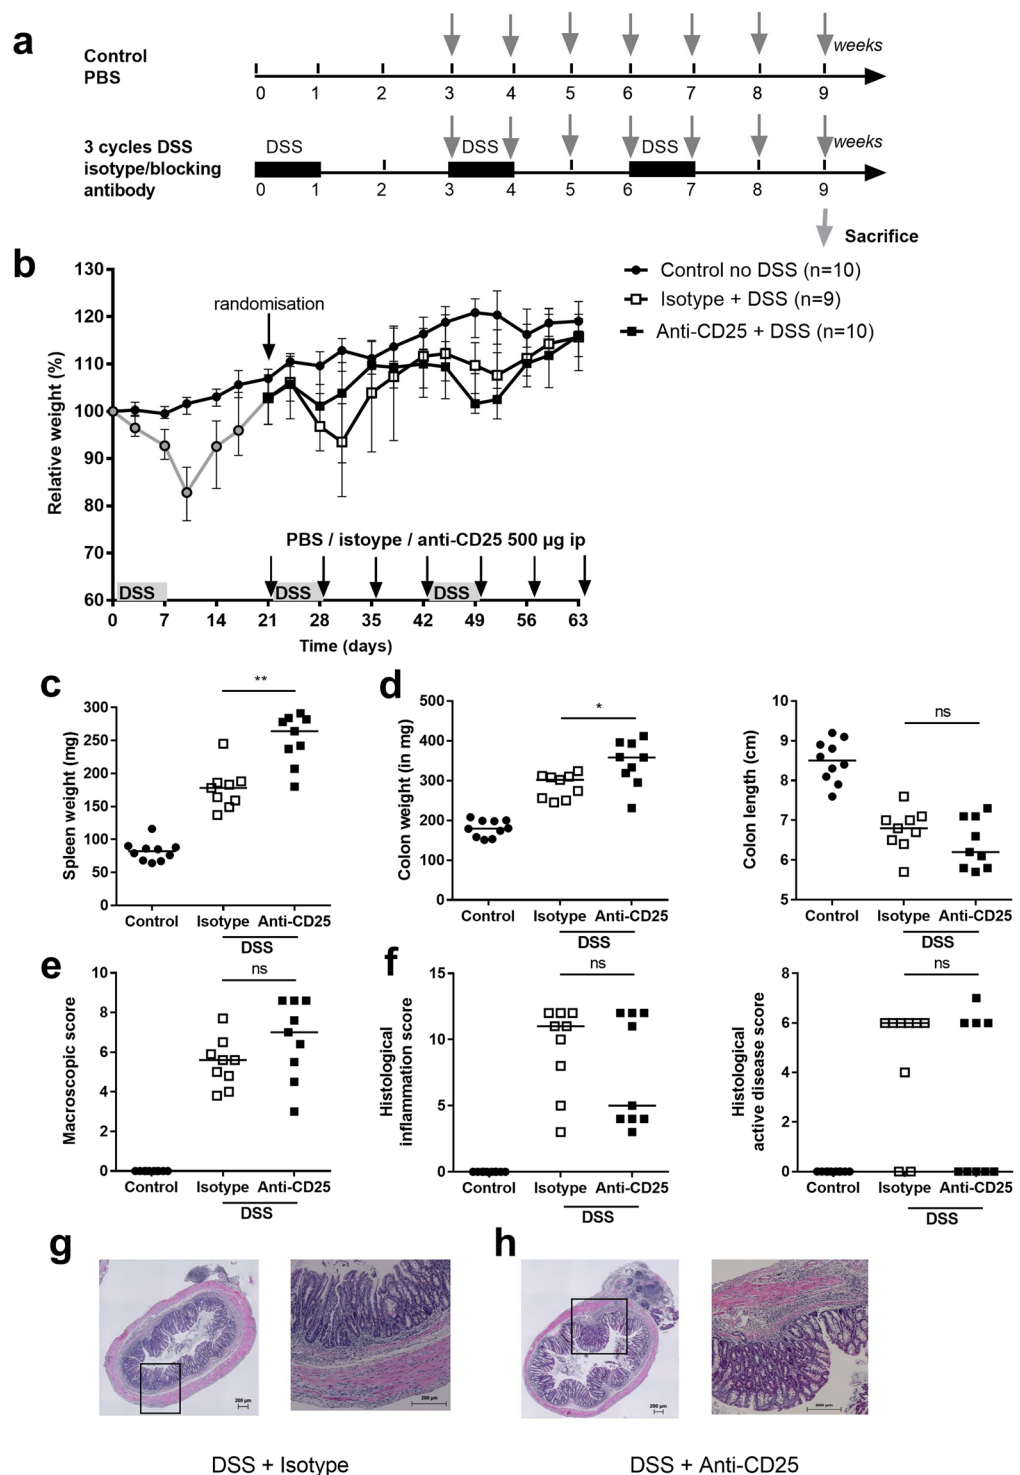 a
Control
PBS
weeks
0 1 2 3 4 5 6 7 8 9
3 cycles DSS
isotype/blocking
antibody
DSS DSS DSS weeks
0 1 2 3 4 5 6 7 8 9
Sacrifice
b
Relative weight (%)
130
120
110
100
90
80
70
60
randomisation
Control no DSS (n=10)
Isotype + DSS (n=9)
Anti-CD25 + DSS (n=10)
PBS / istoype / anti-CD25 500 µg ip
DSS DSS DSS
0 7 14 21 28 35 42 49 56 63
Time (days)
c
Spleen weight (mg)
300
250
200
150
100
50
0
**
Control Isotype Anti-CD25
DSS
d
Colon weight (in mg)
500
400
300
200
100
0
*
Control Isotype Anti-CD25
DSS
Colon length (cm)
10
9
8
7
6
5
ns
Control Isotype Anti-CD25
DSS
e
Macroscopic score
10
8
6
4
2
0
ns
Control Isotype Anti-CD25
DSS
f
Histological
inflammation score
15
10
5
0
ns
Control Isotype Anti-CD25
DSS
Histological
active disease score
8
6
4
2
0
ns
Control Isotype Anti-CD25
DSS
g
200 µm
200 µm
DSS + Isotype
h
200 µm
DSS + Anti-CD25